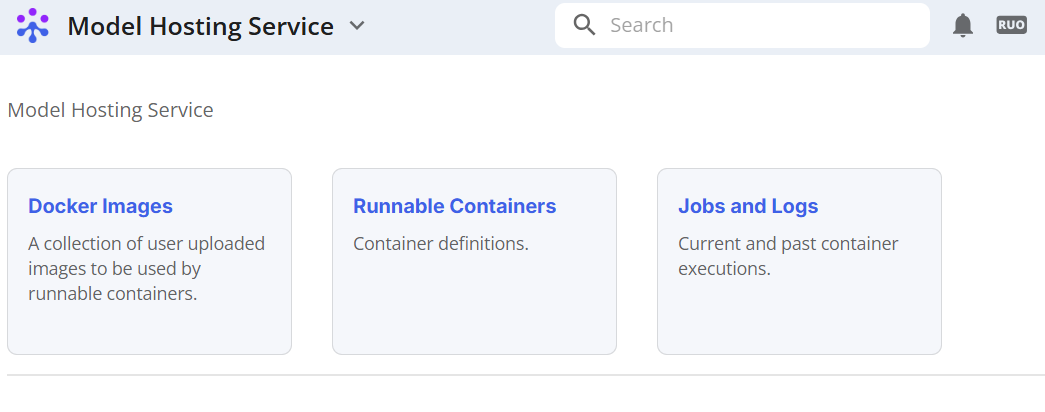 Model Hosting Service
Search
RUO
Model Hosting Service
Docker Images
A collection of user uploaded
images to be used by
runnable containers.
Runnable Containers
Container definitions.
Jobs and Logs
Current and past container
executions.